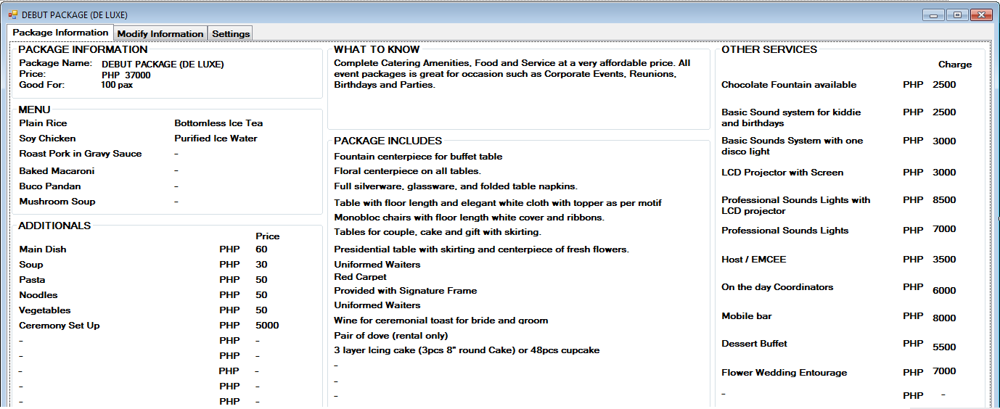 DEBUT PACKAGE (DE LUXE)
Package Information Modify Information Settings
PACKAGE INFORMATION
Package Name: DEBUT PACKAGE (DE LUXE)
Price: PHP 37000
Good For: 100 pax
MENU
Plain Rice Bottomless Ice Tea
Soy Chicken Purified Ice Water
Roast Pork in Gravy Sauce -
Baked Macaroni -
Buco Pandan -
Mushroom Soup -
ADDITIONALS
Price
Main Dish PHP 60
Soup PHP 30
Pasta PHP 50
Noodles PHP 50
Vegetables PHP 50
Ceremony Set Up PHP 5000
- PHP -
- PHP -
- PHP -
- PHP -
- PHP -
WHAT TO KNOW
Complete Catering Amenities, Food and Service at a very affordable price. All
event packages is great for occasion such as Corporate Events, Reunions,
Birthdays and Parties.
PACKAGE INCLUDES
Fountain centerpiece for buffet table
Floral centerpiece on all tables.
Full silverware, glassware, and folded table napkins.
Table with floor length and elegant white cloth with topper as per motif
Monobloc chairs with floor length white cover and ribbons.
Tables for couple, cake and gift with skirting.
Presidential table with skirting and centerpiece of fresh flowers.
Uniformed Waiters
Red Carpet
Provided with Signature Frame
Uniformed Waiters
Wine for ceremonial toast for bride and groom
Pair of dove (rental only)
3 layer Icing cake (3pcs 8" round Cake) or 48pcs cupcake
-
-
-
OTHER SERVICES
Charge
Chocolate Fountain available PHP 2500
Basic Sound system for kiddie PHP 2500
and birthdays
Basic Sounds System with one PHP 3000
disco light
LCD Projector with Screen PHP 3000
Professional Sounds Lights with PHP 8500
LCD projector
Professional Sounds Lights PHP 7000
Host / EMCEE PHP 3500
On the day Coordinators PHP 6000
Mobile bar PHP 8000
Dessert Buffet PHP 5500
Flower Wedding Entourage PHP 7000
- PHP -